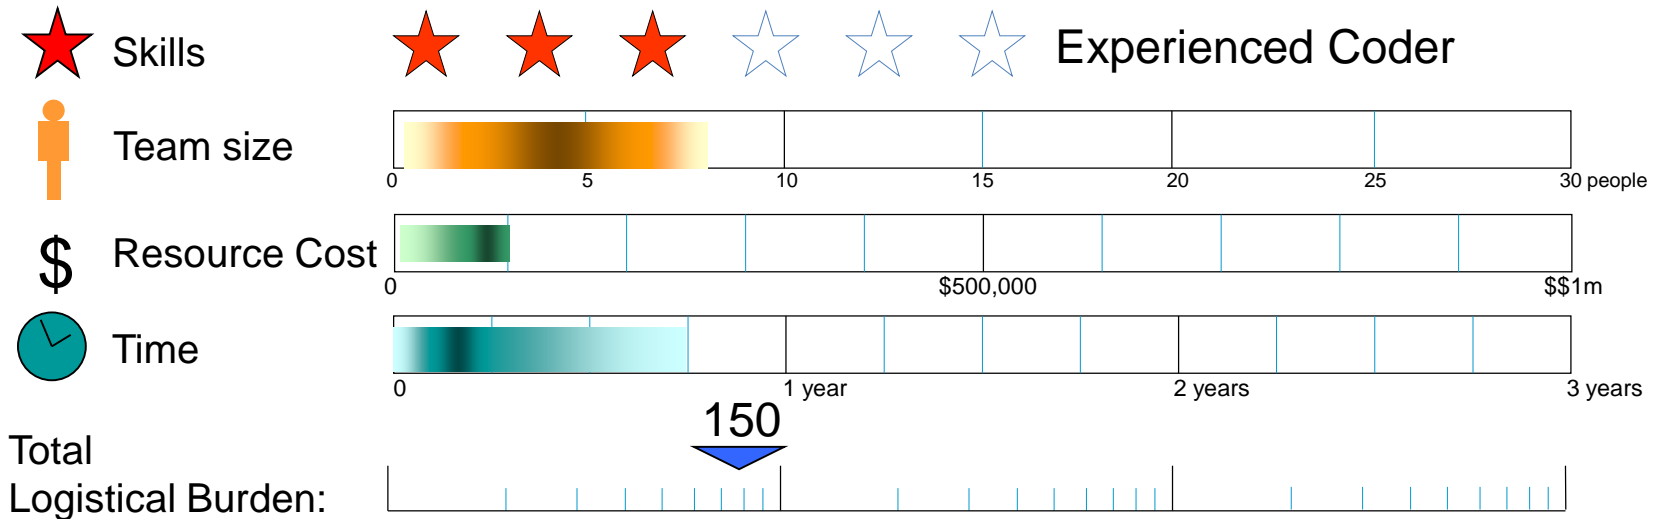 Skills
Experienced Coder
Team size
0 5 10 15 20 25 30 people
$ Resource Cost
0 $500,000 $$1m
Time
0 1 year 2 years 3 years
150
Total
Logistical Burden: